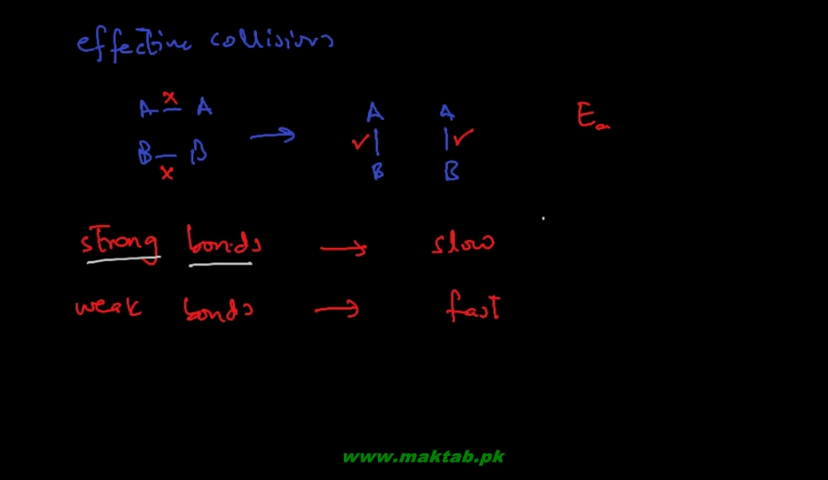 effective collisions
A — A
B — B
→
A
|
B
A
|
B
Ea
strong bonds → slow
weak bonds → fast
www.maktab.pk